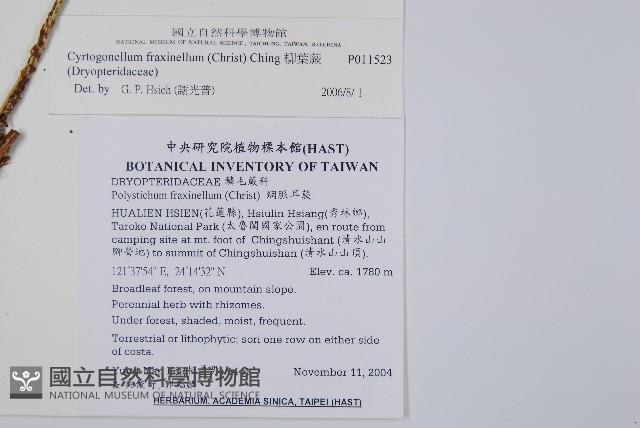 國立自然科學博物館
NATIONAL MUSEUM OF NATURAL SCIENCE, TAICHUNG, TAIWAN, R.O.CHINA
Cyrtogonellum fraxinellum (Christ) Ching 柳葉蕨 P011523
(Dryopteridaceae)
Det. by G. P. Hsieh (謝光普) 2006/8/ 1
中央研究院植物標本館(HAST)
BOTANICAL INVENTORY OF TAIWAN
DRYOPTERIDACEAE 鱗毛蕨科
Polystichum fraxinellum (Christ) 網脈耳蕨
HUALIEN HSIEN(花蓮縣), Hsiulin Hsiang(秀林鄉),
Taroko National Park (太魯閣國家公園), en route from
camping site at mt. foot of Chingshuishant (清水山山
腳營地) to summit of Chingshuishan (清水山山頂).
121°37'54" E, 24°14'32" N Elev. ca. 1780 m
Broadleaf forest, on mountain slope.
Perennial herb with rhizomes.
Under forest, shaded, moist, frequent.
Terrestrial or lithophytic; sori one row on either side
of costa.
November 11, 2004
國立自然科學博物館
NATIONAL MUSEUM OF NATURAL SCIENCE
HERBARIUM, ACADEMIA SINICA, TAIPEI (HAST)